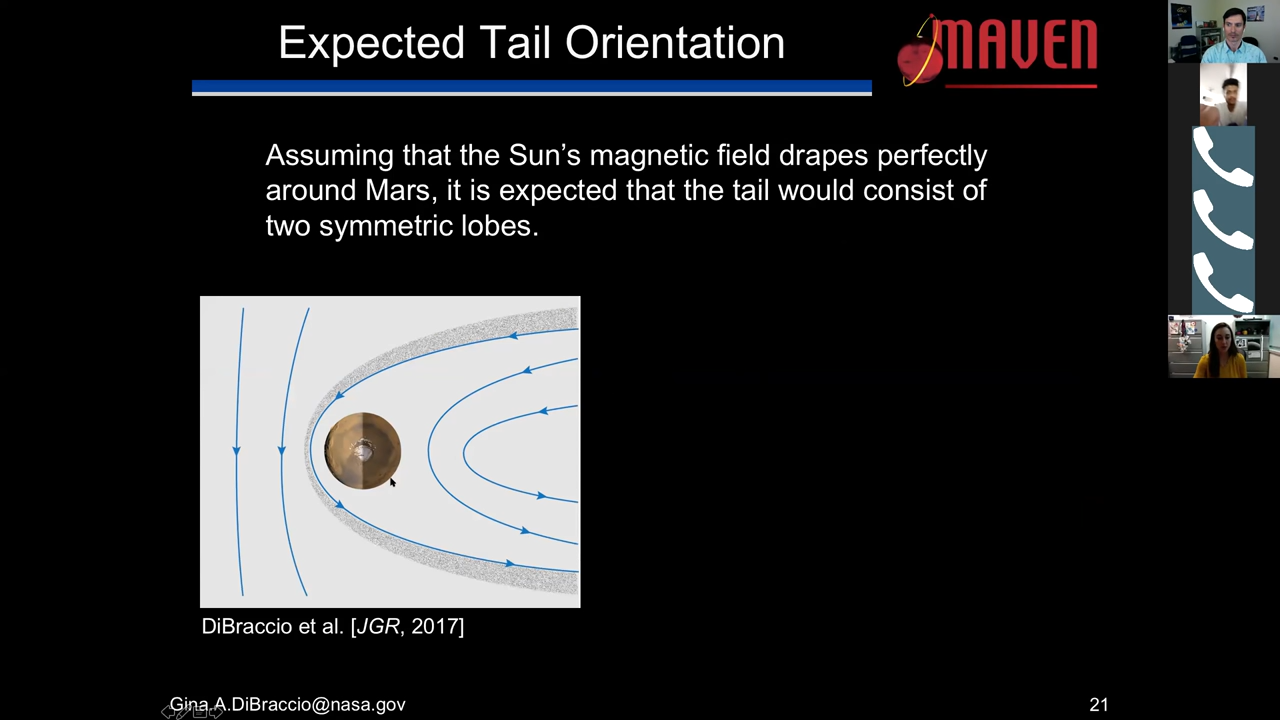 Expected Tail Orientation
MAVEN
Assuming that the Sun’s magnetic field drapes perfectly
around Mars, it is expected that the tail would consist of
two symmetric lobes.
DiBraccio et al. [JGR, 2017]
Gina.A.DiBraccio@nasa.gov
21